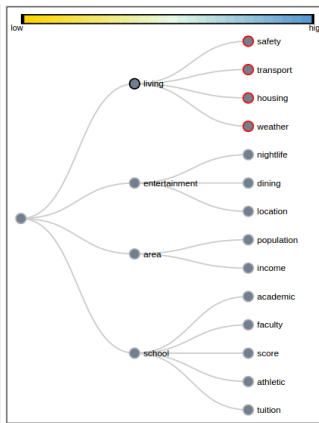 low
hig
safety
transport
living
housing
weather
nightlife
entertainment
dining
location
population
area
income
academic
faculty
school
score
athletic
tuition